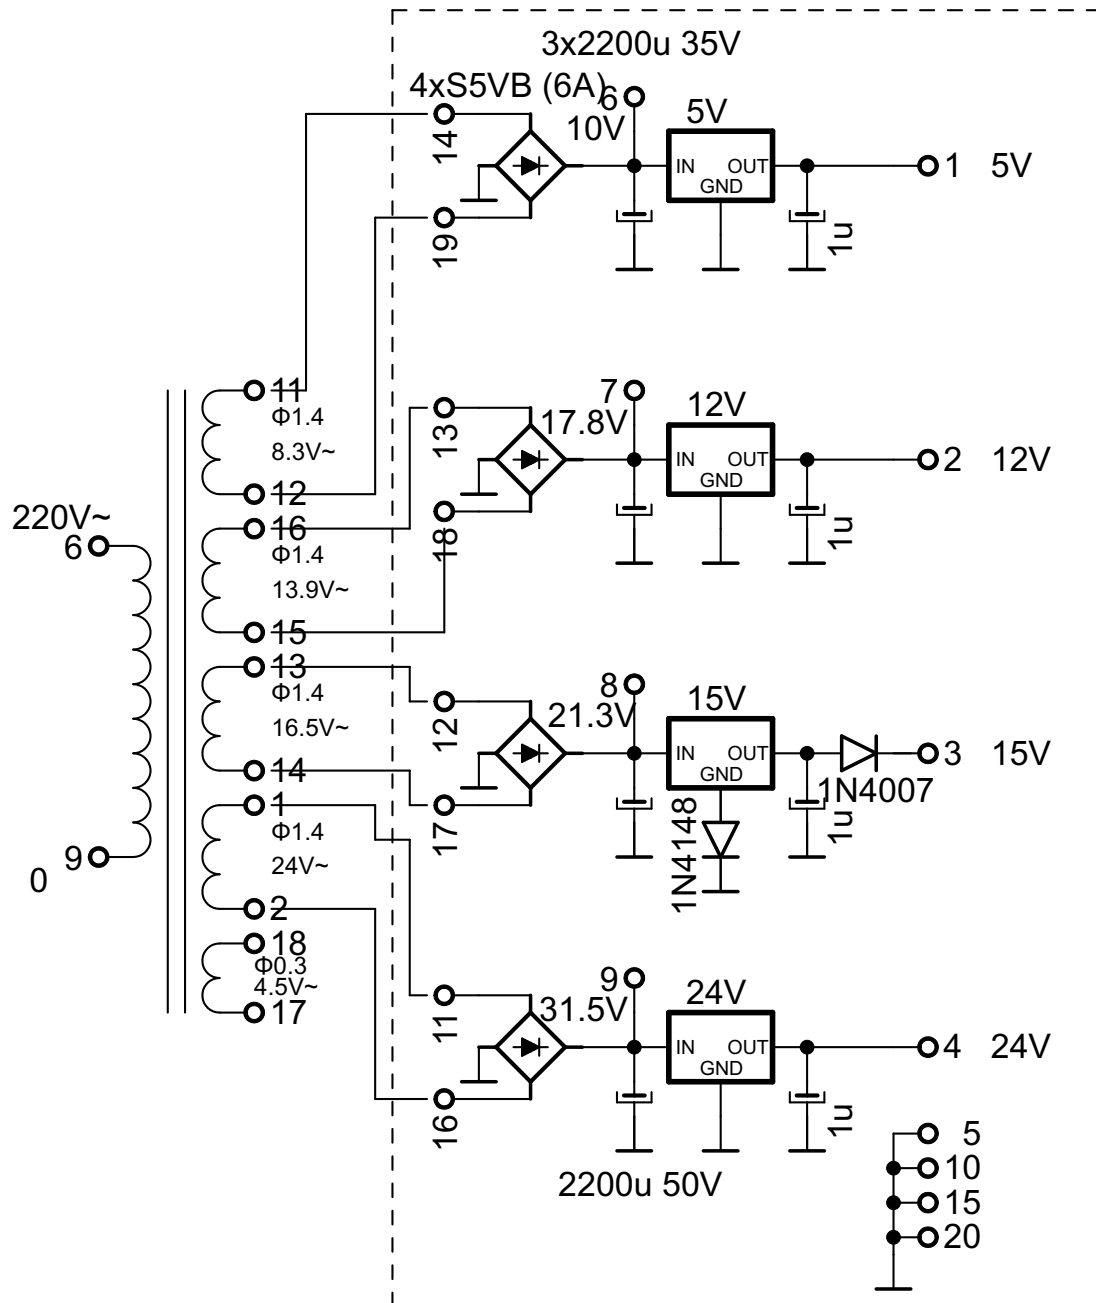 3x2200u 35V
4xS5VB (6A)
6
10V
14
19
5V
IN OUT
GND
1u
1 5V
11
Φ1.4
8.3V~
12
13
18
7
17.8V
12V
IN OUT
GND
1u
2 12V
220V~
6
9
0
16
Φ1.4
13.9V~
15
13
Φ1.4
16.5V~
14
12
17
8
21.3V
15V
IN OUT
GND
1N4148
1u
1N4007
3 15V
1
Φ1.4
24V~
2
18
Φ0.3
4.5V~
17
11
16
9
31.5V
24V
IN OUT
GND
1u
4 24V
2200u 50V
5
10
15
20